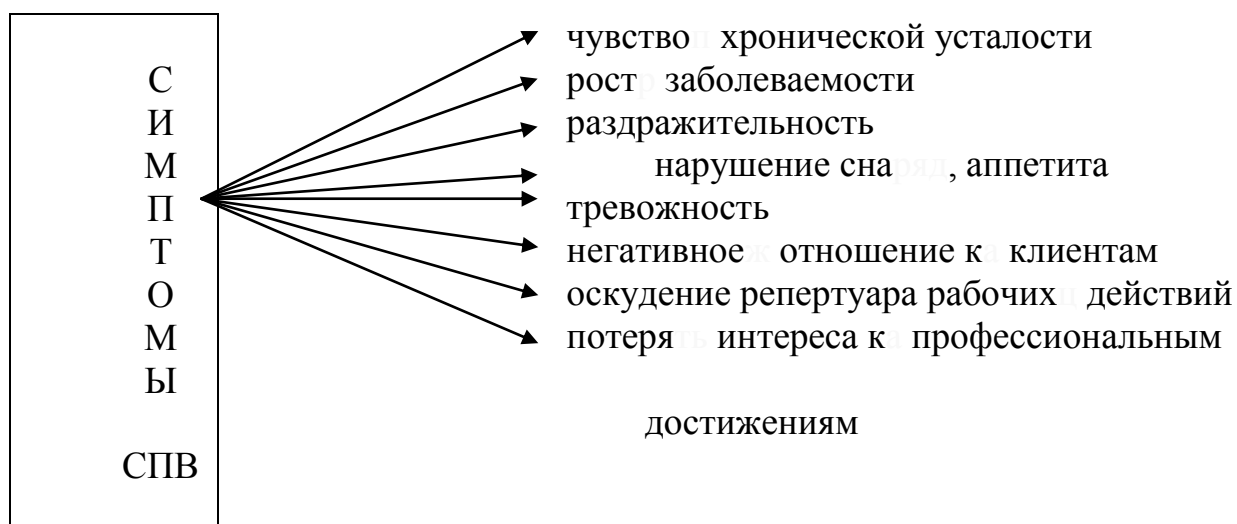 С
И
М
П
Т
О
М
Ы
СПВ
чувство хронической усталости
рост заболеваемости
раздражительность
нарушение сна, аппетита
тревожность
негативное отношение к клиентам
оскудение репертуара рабочих действий
потеря интереса к профессиональным
достижениям